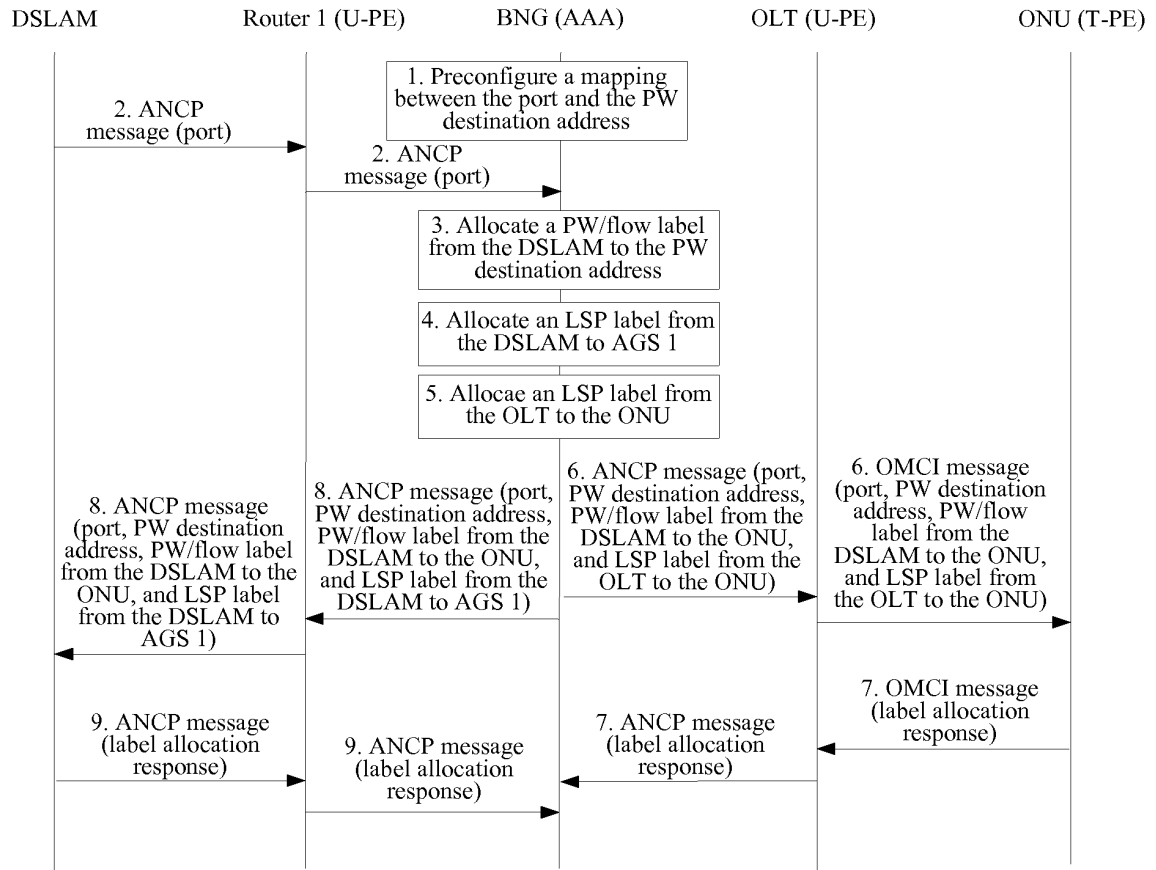 DSLAM
Router 1 (U-PE)
BNG (AAA)
OLT (U-PE)
ONU (T-PE)
1. Preconfigure a mapping
between the port and the PW
destination address
2. ANCP
message (port)
2. ANCP
message (port)
3. Allocate a PW/flow label
from the DSLAM to the PW
destination address
4. Allocate an LSP label from
the DSLAM to AGS 1
5. Allocae an LSP label from
the OLT to the ONU
6. ANCP message (port,
PW destination address,
PW/flow label from the
DSLAM to the ONU,
and LSP label from the
OLT to the ONU)
6. OMCI message
(port, PW destination
address, PW/flow
label from the
DSLAM to the ONU,
and LSP label from
the OLT to the ONU)
8. ANCP message (port,
PW destination address,
PW/flow label from the
DSLAM to the ONU,
and LSP label from the
DSLAM to AGS 1)
8. ANCP message
(port, PW destination
address, PW/flow label
from the DSLAM to the
ONU, and LSP label
from the DSLAM to
AGS 1)
7. OMCI message
(label allocation
response)
7. ANCP message
(label allocation
response)
9. ANCP message
(label allocation
response)
9. ANCP message
(label allocation
response)